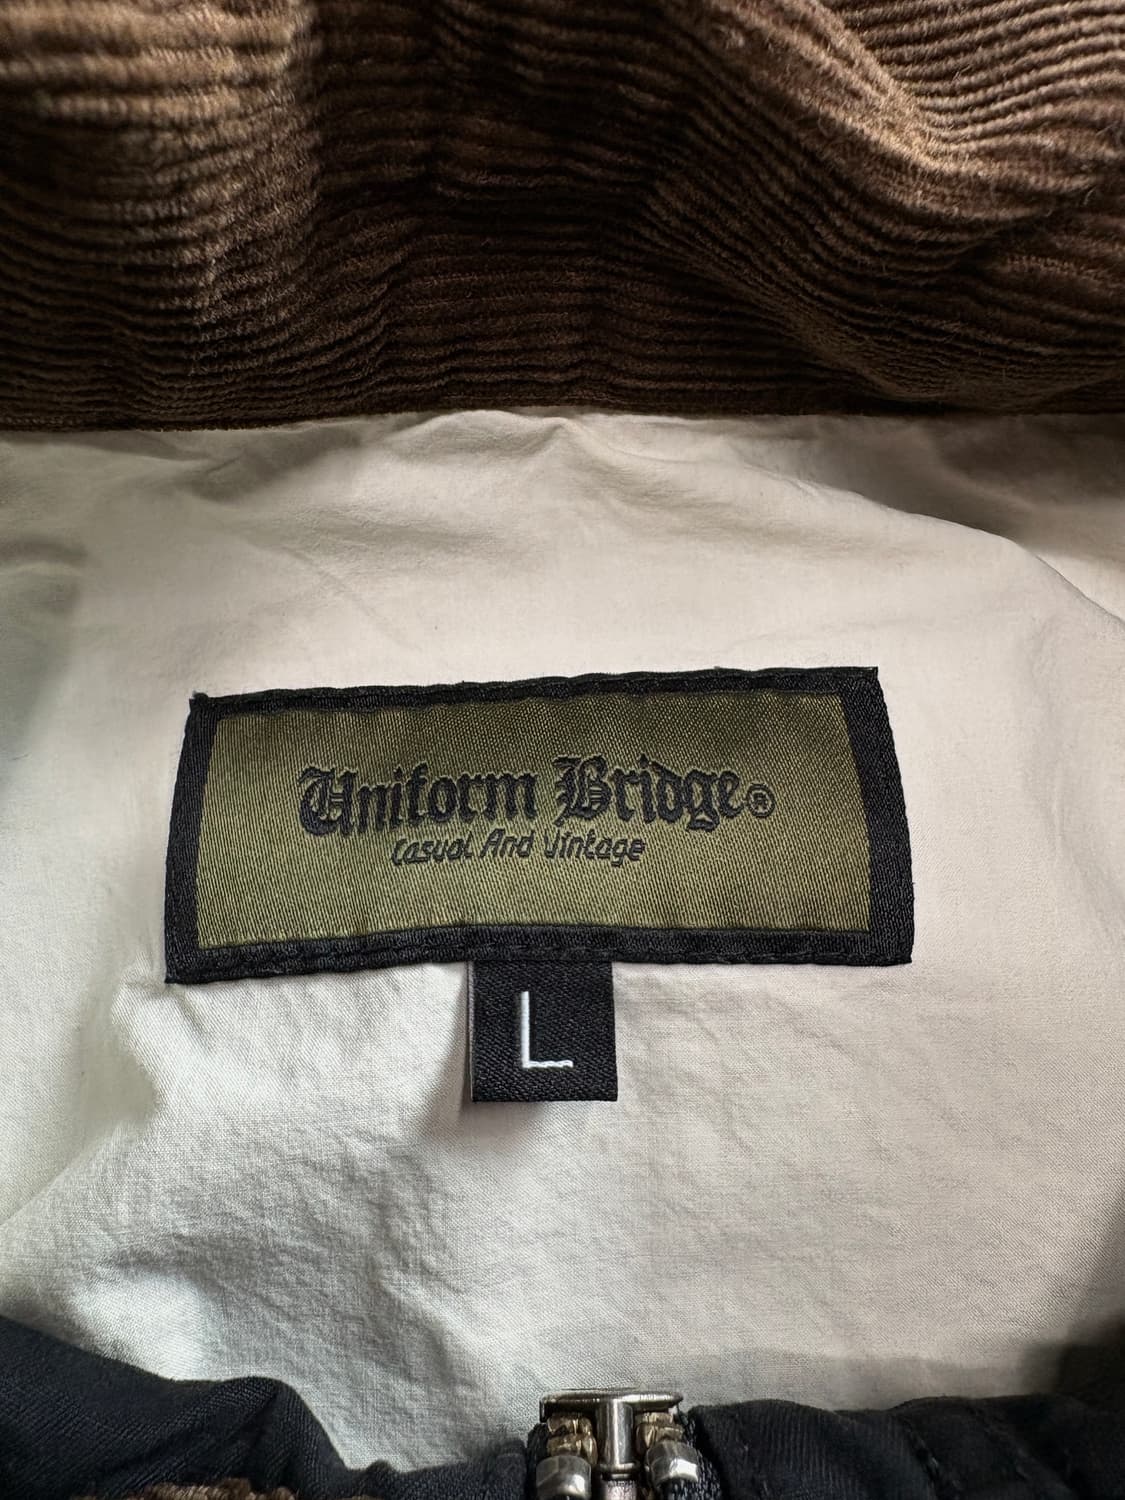 Uniform Bridge®
Casual And Vintage
L